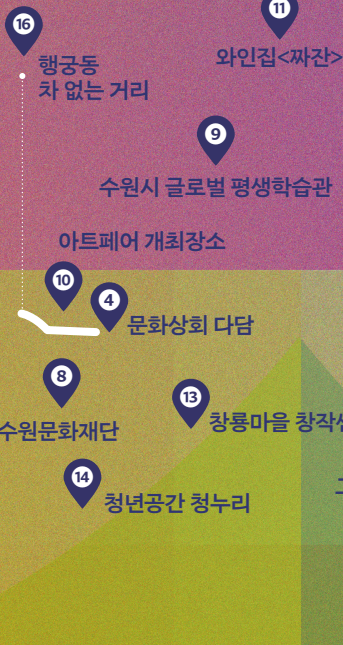 16
행궁동
차 없는 거리
11
와인집<짜잔>
9
수원시 글로벌 평생학습관
아트페어 개최장소
10
4
문화상회 다담
8
수원문화재단
13
창룡마을 창작
14
청년공간 청누리